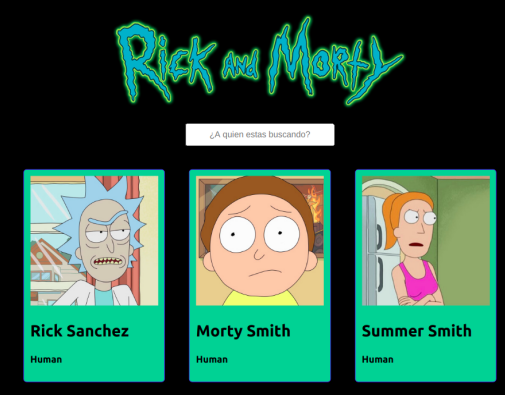 Rick and Morty
¿A quien estas buscando?
Rick Sanchez
Human
Morty Smith
Human
Summer Smith
Human